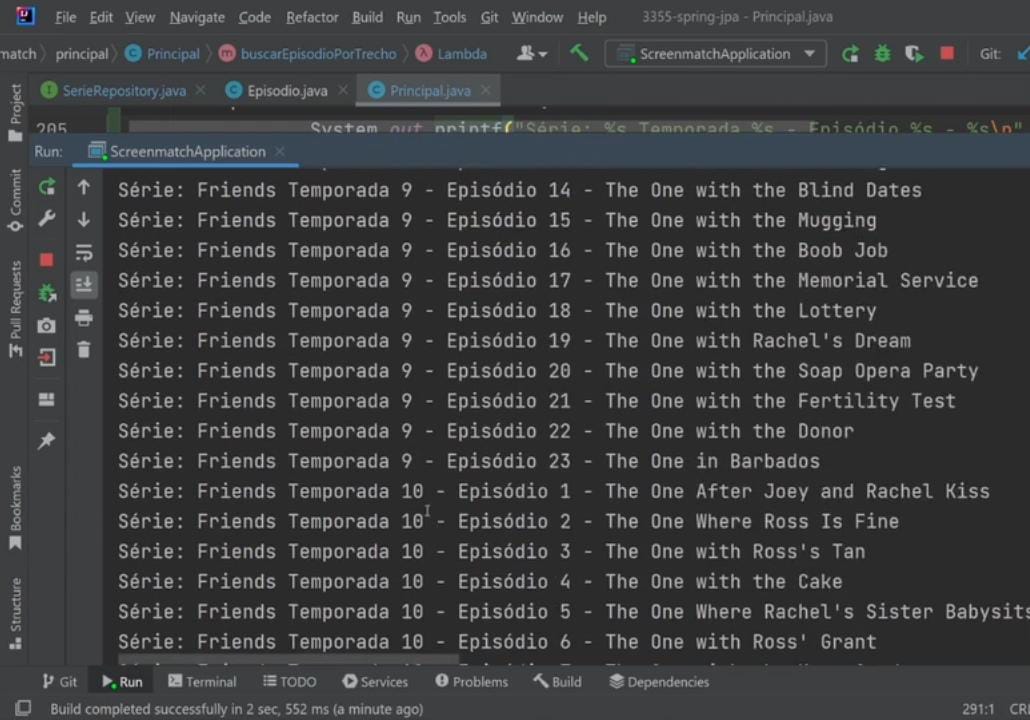 File Edit View Navigate Code Refactor Build Run Tools Git Window Help 3355-spring-jpa - Principal.java
match principal Principal buscarEpisodioPorTrecho Lambda ScreenmatchApplication Git:
SerieRepository.java Episodio.java Principal.java
205 System.out.printf("Série: %s Temporada %s - Episódio %s - %s\n"
Run: ScreenmatchApplication
Série: Friends Temporada 9 - Episódio 14 - The One with the Blind Dates
Série: Friends Temporada 9 - Episódio 15 - The One with the Mugging
Série: Friends Temporada 9 - Episódio 16 - The One with the Boob Job
Série: Friends Temporada 9 - Episódio 17 - The One with the Memorial Service
Série: Friends Temporada 9 - Episódio 18 - The One with the Lottery
Série: Friends Temporada 9 - Episódio 19 - The One with Rachel's Dream
Série: Friends Temporada 9 - Episódio 20 - The One with the Soap Opera Party
Série: Friends Temporada 9 - Episódio 21 - The One with the Fertility Test
Série: Friends Temporada 9 - Episódio 22 - The One with the Donor
Série: Friends Temporada 9 - Episódio 23 - The One in Barbados
Série: Friends Temporada 10 - Episódio 1 - The One After Joey and Rachel Kiss
Série: Friends Temporada 10 - Episódio 2 - The One Where Ross Is Fine
Série: Friends Temporada 10 - Episódio 3 - The One with Ross's Tan
Série: Friends Temporada 10 - Episódio 4 - The One with the Cake
Série: Friends Temporada 10 - Episódio 5 - The One Where Rachel's Sister Babysits
Série: Friends Temporada 10 - Episódio 6 - The One with Ross' Grant
Project
Commit
Pull Requests
Bookmarks
Structure
Git Run Terminal TODO Services Problems Build Dependencies
Build completed successfully in 2 sec, 552 ms (a minute ago) 291:1 CRL